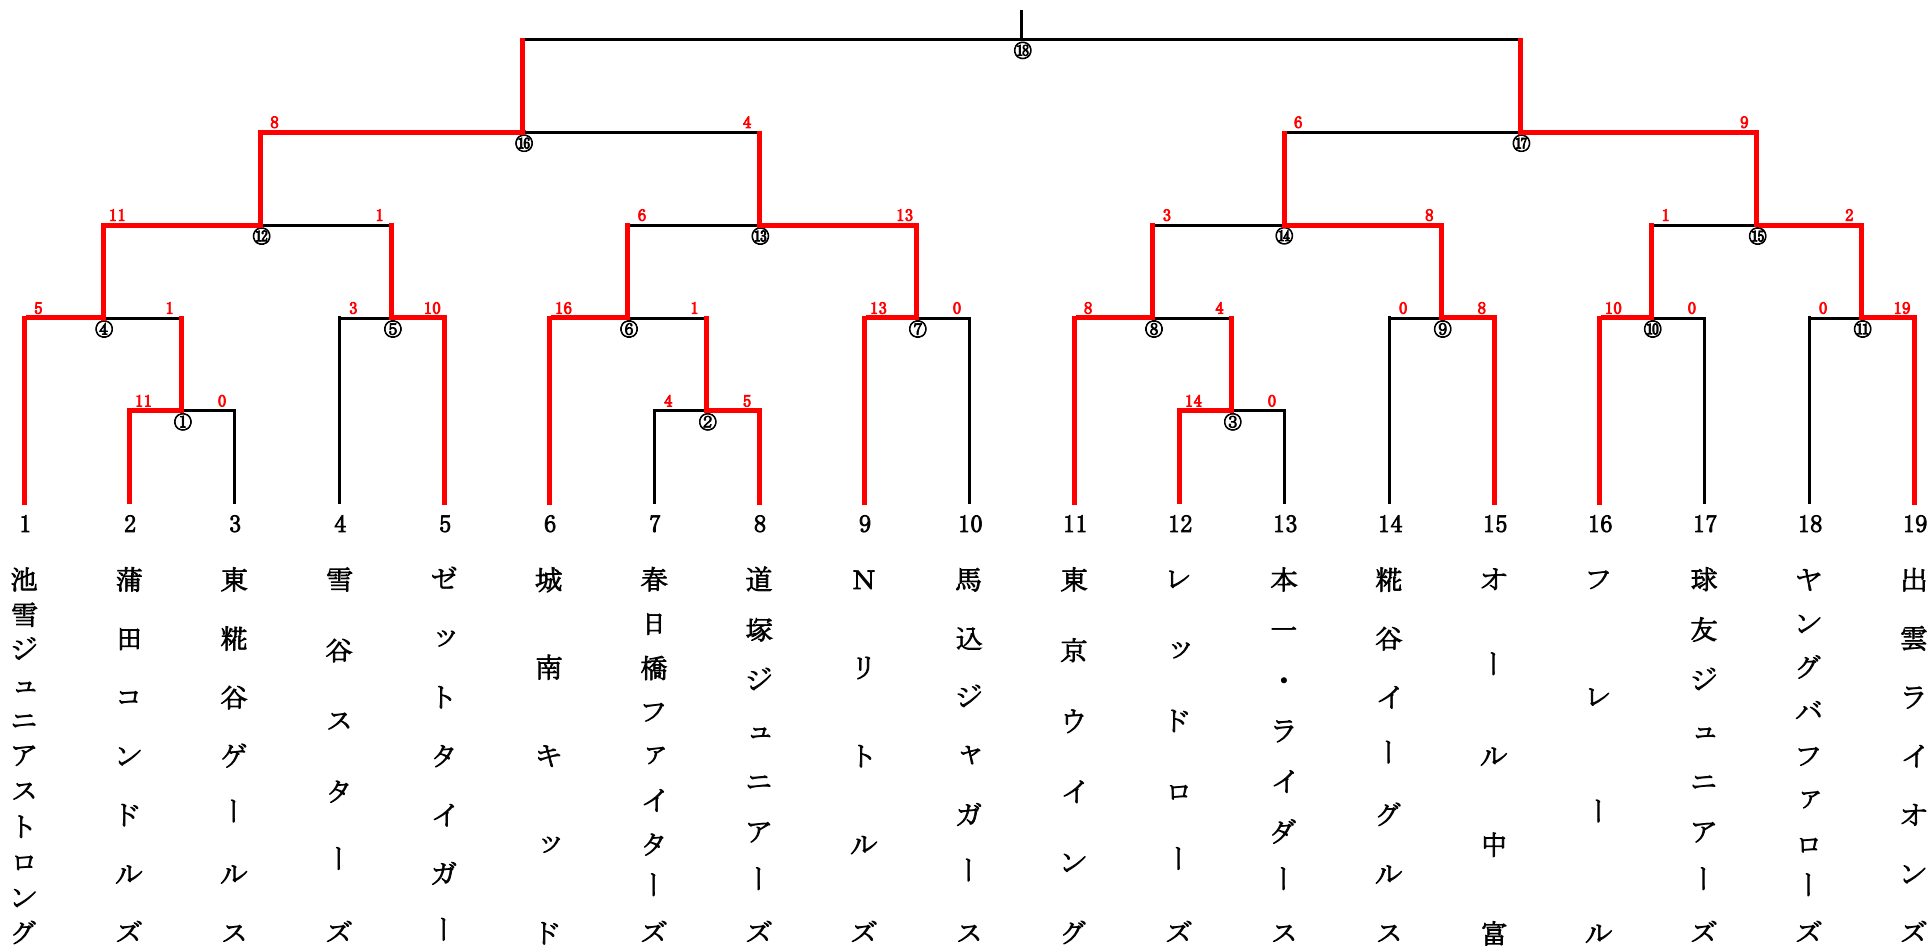 ⑱
8 4 6 9
⑯ ⑰
11 1 6 13 3 8 1 2
⑫ ⑬ ⑭ ⑮
5 1 3 10 16 1 13 0 8 4 0 8 10 0 0 19
④ ⑤ ⑥ ⑦ ⑧ ⑨ ⑩ ⑪
11 0 4 5 14 0
① ② ③
1 2 3 4 5 6 7 8 9 10 11 12 13 14 15 16 17 18 19
池雪ジュニアストロング
蒲田コンドルズ
東糀谷ゲールス
雪谷スターズ
ゼットタイガー
城南キッド
春日橋ファイターズ
道塚ジュニアーズ
Nリトルズ
馬込ジャガース
東京ウイング
レッドローズ
本一・ライダース
糀谷イーグルス
オール中富
フレール
球友ジュニアーズ
ヤングバファローズ
出雲ライオンズ